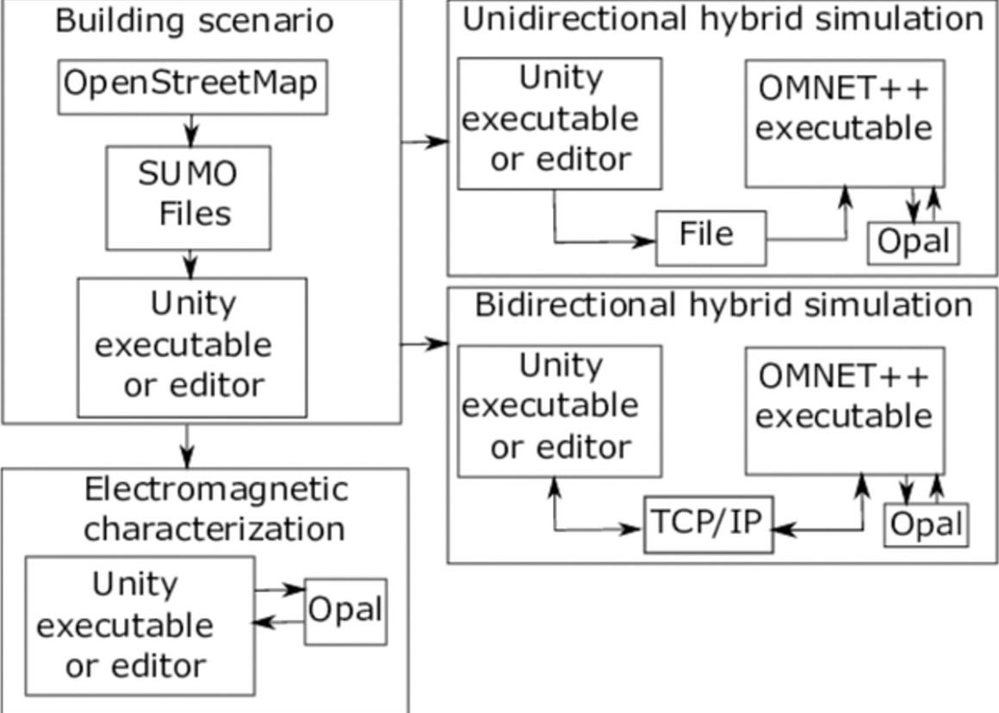 Building scenario
OpenStreetMap
SUMO
Files
Unity
executable
or editor
Electromagnetic
characterization
Unity
executable
or editor
Opal
Unidirectional hybrid simulation
Unity
executable
or editor
OMNET++
executable
File
Opal
Bidirectional hybrid simulation
Unity
executable
or editor
OMNET++
executable
TCP/IP
Opal